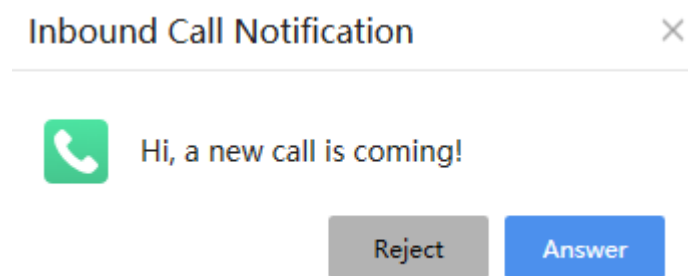 Inbound Call Notification
Hi, a new call is coming!
Reject Answer